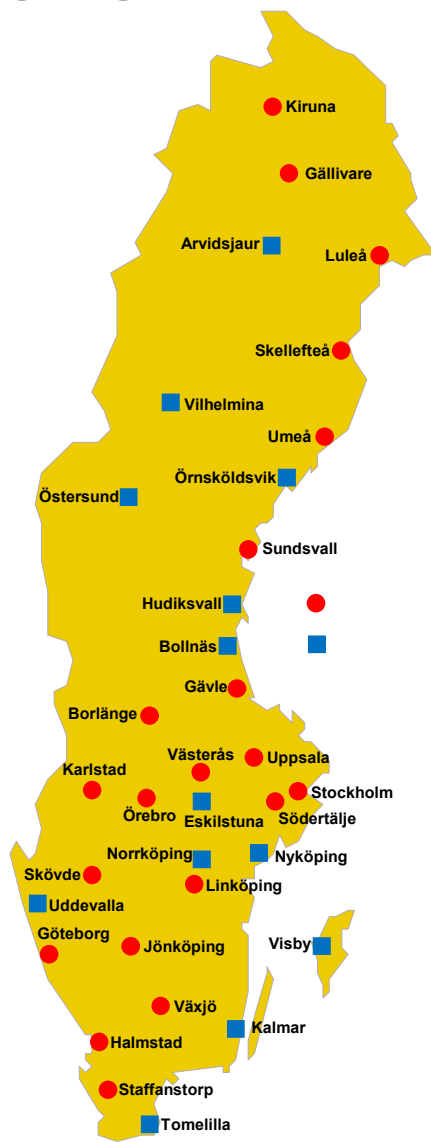 Kiruna
Gällivare
Arvidsjaur
Luleå
Skellefteå
Vilhelmina
Umeå
Örnsköldsvik
Östersund
Sundsvall
Hudiksvall
Bollnäs
Gävle
Borlänge
Västerås
Uppsala
Karlstad
Stockholm
Örebro
Södertälje
Eskilstuna
Norrköping
Nyköping
Skövde
Linköping
Uddevalla
Göteborg
Jönköping
Visby
Växjö
Kalmar
Halmstad
Staffanstorp
Tomelilla